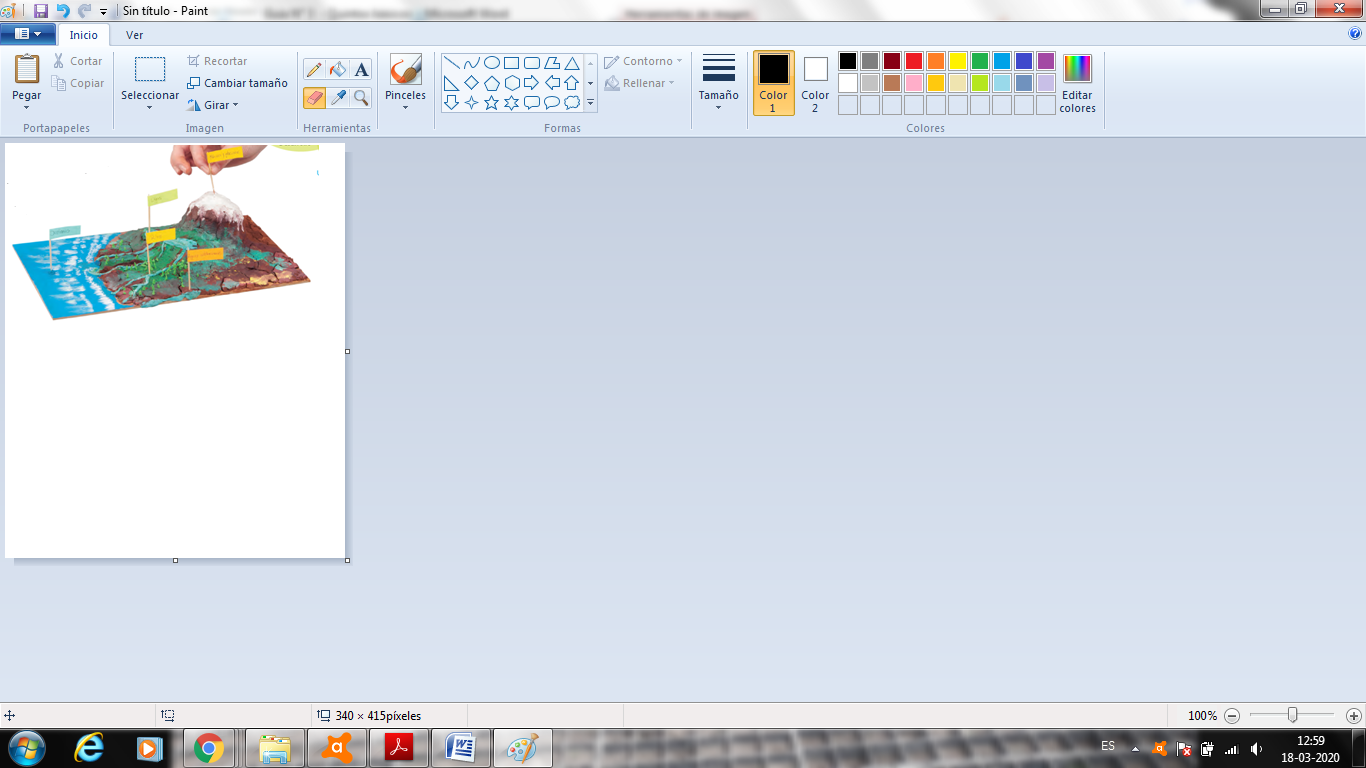 Sin título - Paint
Inicio
Ver
Pegar
Cortar
Copiar
Portapapeles
Seleccionar
Recortar
Cambiar tamaño
Girar
Imagen
A
Herramientas
Pinceles
Contorno
Rellenar
Formas
Tamaño
Color
1
Color
2
Editar
colores
Colores
340 × 415píxeles
100%
ES
12:59
18-03-2020